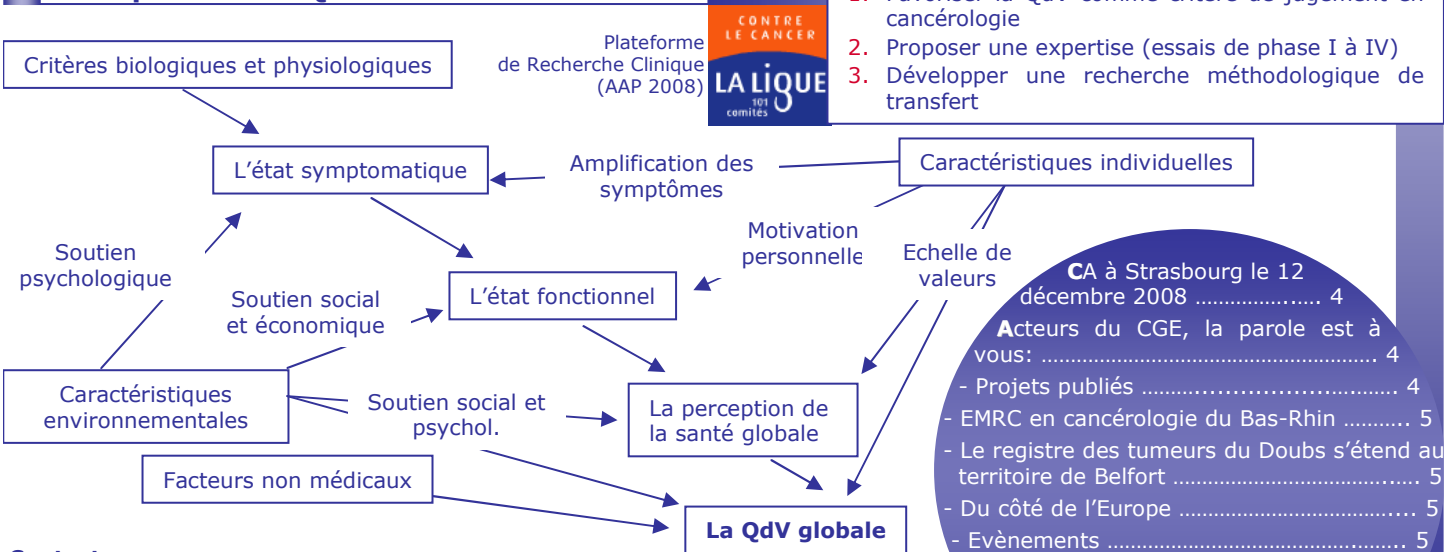 cancérologie
2. Proposer une expertise (essais de phase I à IV)
3. Développer une recherche méthodologique de
transfert
Plateforme
de Recherche Clinique
(AAP 2008)
CONTRE
LE CANCER
LA LIGUE
101
comités
Critères biologiques et physiologiques
L'état symptomatique
Amplification des
symptômes
Caractéristiques individuelles
Soutien
psychologique
Motivation
personnelle
Echelle de
valeurs
Soutien social
et économique
L'état fonctionnel
Caractéristiques
environnementales
Soutien social et
psychol.
La perception de
la santé globale
Facteurs non médicaux
La QdV globale
CA à Strasbourg le 12
décembre 2008 .................... 4
Acteurs du CGE, la parole est à
vous: .................................................... 4
- Projets publiés ........................................ 4
- EMRC en cancérologie du Bas-Rhin .......... 5
- Le registre des tumeurs du Doubs s'étend au
territoire de Belfort ........................................ 5
- Du côté de l'Europe ........................................ 5
- Evènements ........................................ 5